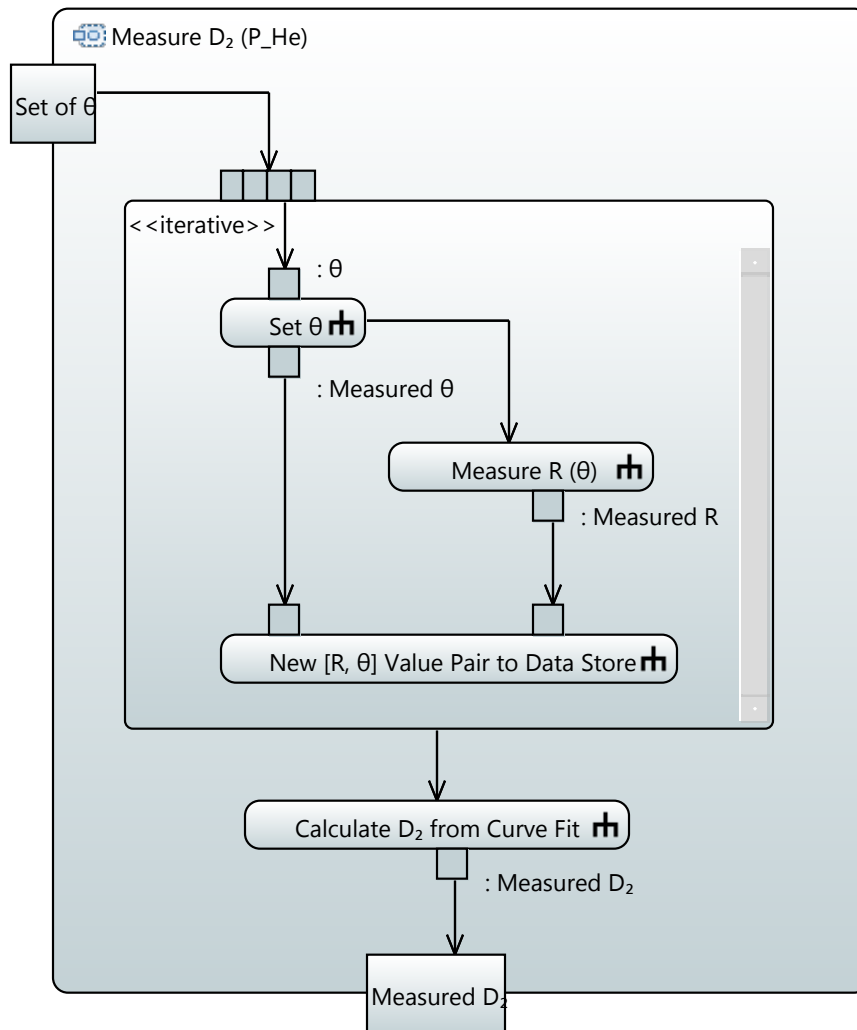 Measure D₂ (P_He)
Set of θ
<<iterative>>
: θ
Set θ
: Measured θ
Measure R (θ)
: Measured R
New [R, θ] Value Pair to Data Store
Calculate D₂ from Curve Fit
: Measured D₂
Measured D₂